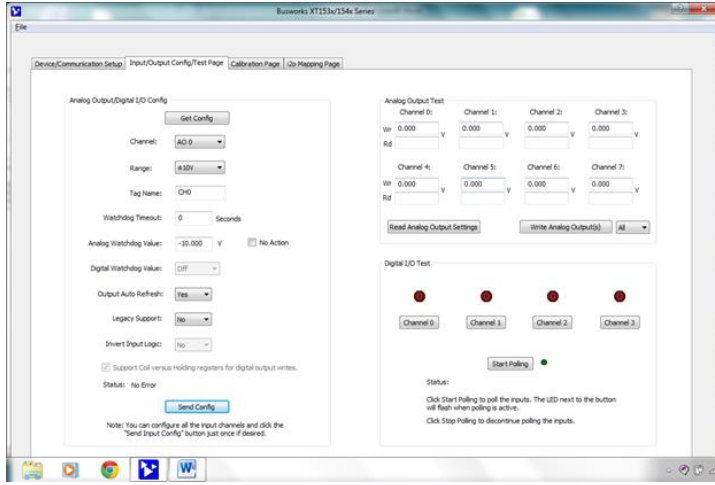 Busworks XT153x/154x Series
File
Device/Communication Setup Input/Output Config/Test Page Calibration Page i2o Mapping Page
Analog Output/Digital I/O Config
Get Config
Channel: AO 0
Range: ±10V
Tag Name: CH0
Watchdog Timeout: 0 Seconds
Analog Watchdog Value: -10.000 V No Action
Digital Watchdog Value: Off
Output Auto Refresh: Yes
Legacy Support: No
Invert Input Logic: No
Support Coil versus Holding registers for digital output writes.
Status: No Error
Send Config
Note: You can configure all the input channels and click the
"Send Input Config" button just once if desired.
Analog Output Test
Channel 0: Channel 1: Channel 2: Channel 3:
Wr 0.000 V 0.000 V 0.000 V 0.000 V
Rd
Channel 4: Channel 5: Channel 6: Channel 7:
Wr 0.000 V 0.000 V 0.000 V 0.000 V
Rd
Read Analog Output Settings Write Analog Output(s) All
Digital I/O Test
Channel 0 Channel 1 Channel 2 Channel 3
Start Polling
Status:
Click Start Polling to poll the inputs. The LED next to the button
will flash when polling is active.
Click Stop Polling to discontinue polling the inputs.